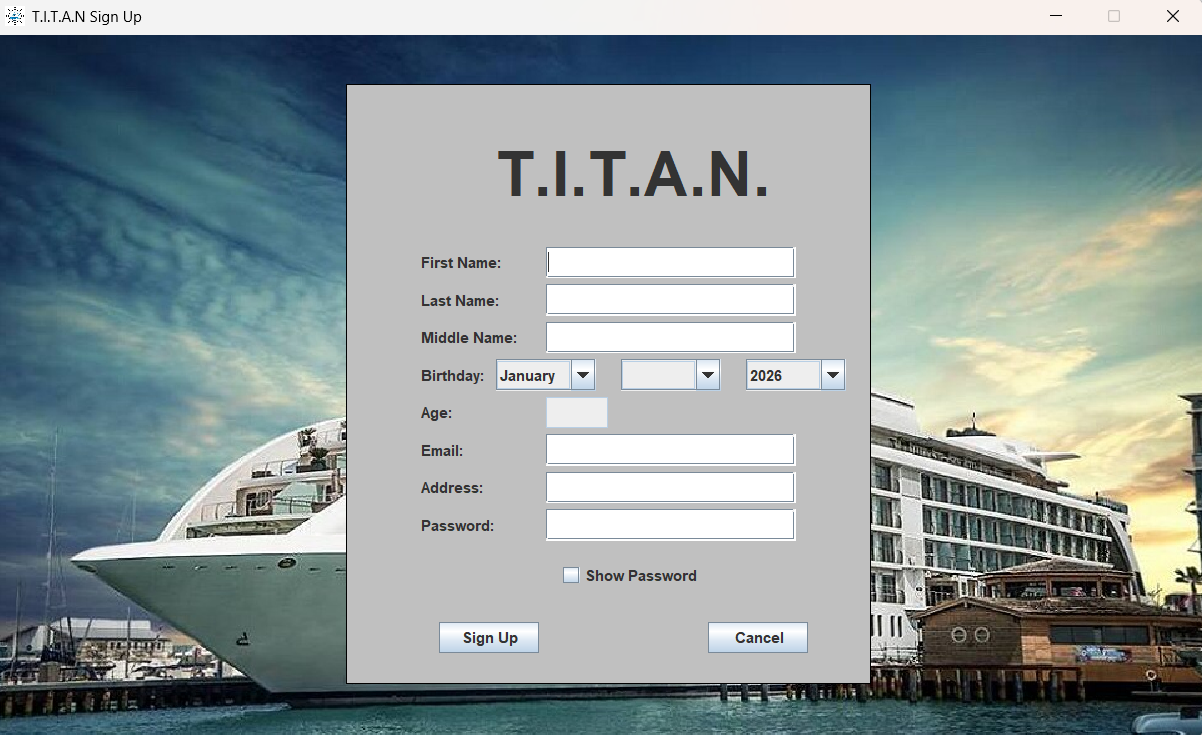 T.I.T.A.N Sign Up
T.I.T.A.N.
First Name:
Last Name:
Middle Name:
Birthday: January 2026
Age:
Email:
Address:
Password:
Show Password
Sign Up Cancel